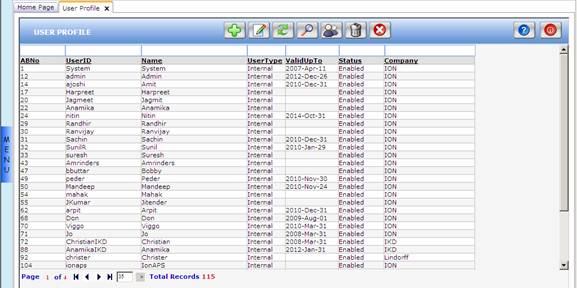 Home Page User Profile x
USER PROFILE
ABNo UserID Name UserType ValidUpTo Status Company
1 System System Internal 2007-Apr-11 Enabled ION
12 admin Admin Internal 2012-Dec-26 Enabled ION
14 ajoshi Amit Internal 2010-Dec-31 Enabled ION
17 Harpreet Harpreet Internal Enabled ION
20 Jagmeet Jagmit Internal Enabled ION
22 Anamika Anamika Internal Enabled ION
24 nitin Nitin Internal 2014-Oct-31 Enabled ION
29 Randhir Randhir Internal Enabled ION
30 Ranvijay Ranvijay Internal Enabled ION
31 Sachin Sachin Internal 2010-Dec-31 Enabled ION
32 SunilR Sunil Internal 2010-Jan-29 Enabled ION
33 suresh Suresh Internal Enabled ION
43 Amrinders Amrinders Internal Enabled ION
47 bbuttar Bobby Internal Enabled ION
49 peder Peder Internal 2010-Nov-30 Enabled ION
50 Mandeep Mandeep Internal 2010-Nov-24 Enabled ION
54 mahak Mahak Internal Enabled ION
55 JKumar Jitender Internal Enabled ION
62 arpit Arpit Internal 2010-Dec-31 Enabled ION
68 Don Don Internal 2009-Aug-01 Enabled ION
70 Viggo Viggo Internal 2010-Mar-31 Enabled ION
71 Jo Jo Internal 2008-Mar-31 Enabled ION
72 ChristianIKD Christian Internal 2008-Mar-31 Enabled IKD
88 AnamikaIKD Anamika Internal 2012-Jan-31 Enabled IKD
92 christer Christer Internal Enabled Lindorff
104 ionaps IonAPS Internal Enabled ION
Page 1 of 4 35 Total Records 115
MENU